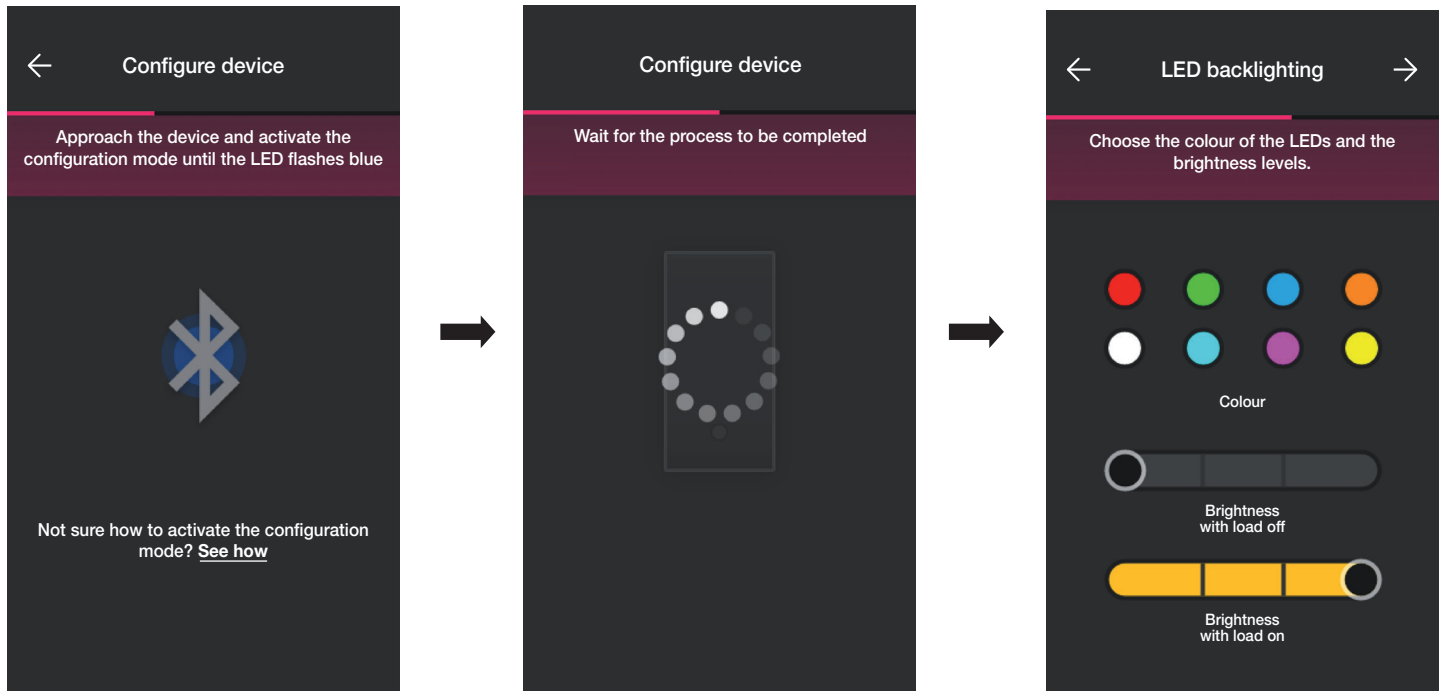 Configure device
Approach the device and activate the
configuration mode until the LED flashes blue
Not sure how to activate the configuration
mode? See how
Configure device
Wait for the process to be completed
LED backlighting
Choose the colour of the LEDs and the
brightness levels.
Colour
Brightness
with load off
Brightness
with load on